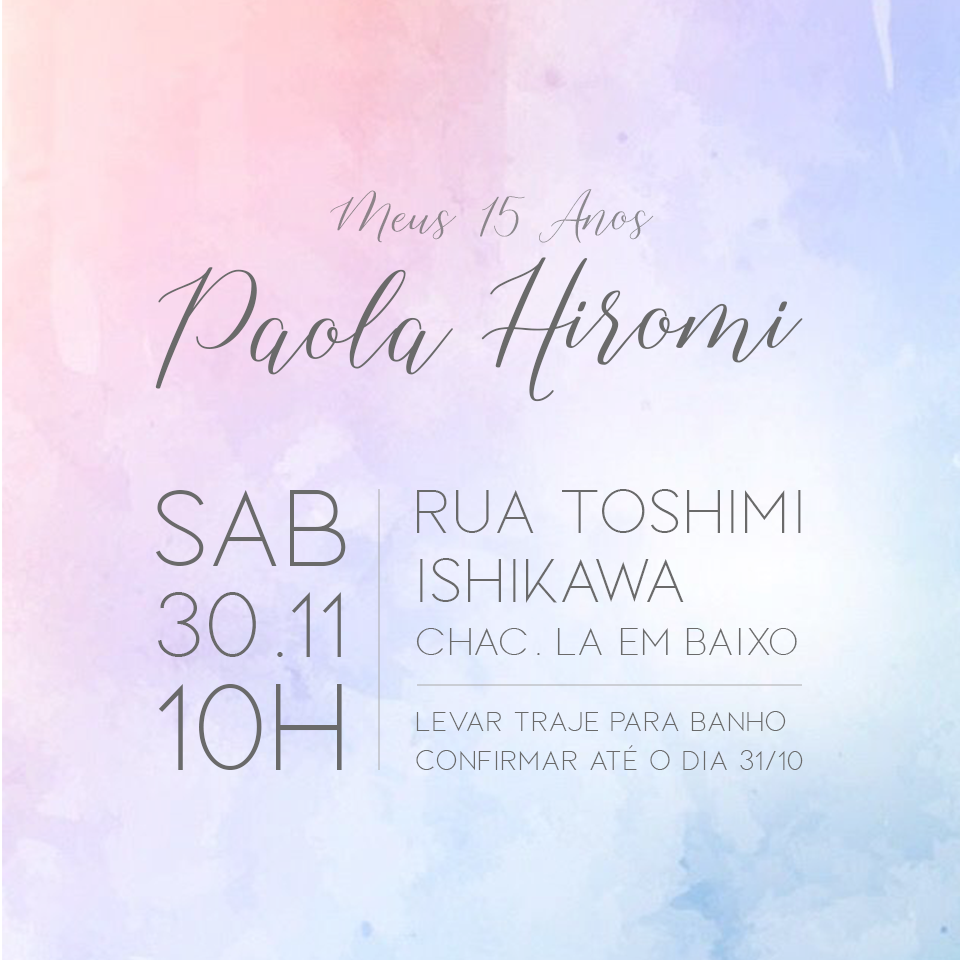 Meus 15 Anos
Paola Hiromi
SAB
30.11
10H
RUA TOSHIMI
ISHIKAWA
CHAC. LA EM BAIXO
LEVAR TRAJE PARA BANHO
CONFIRMAR ATÉ O DIA 31/10